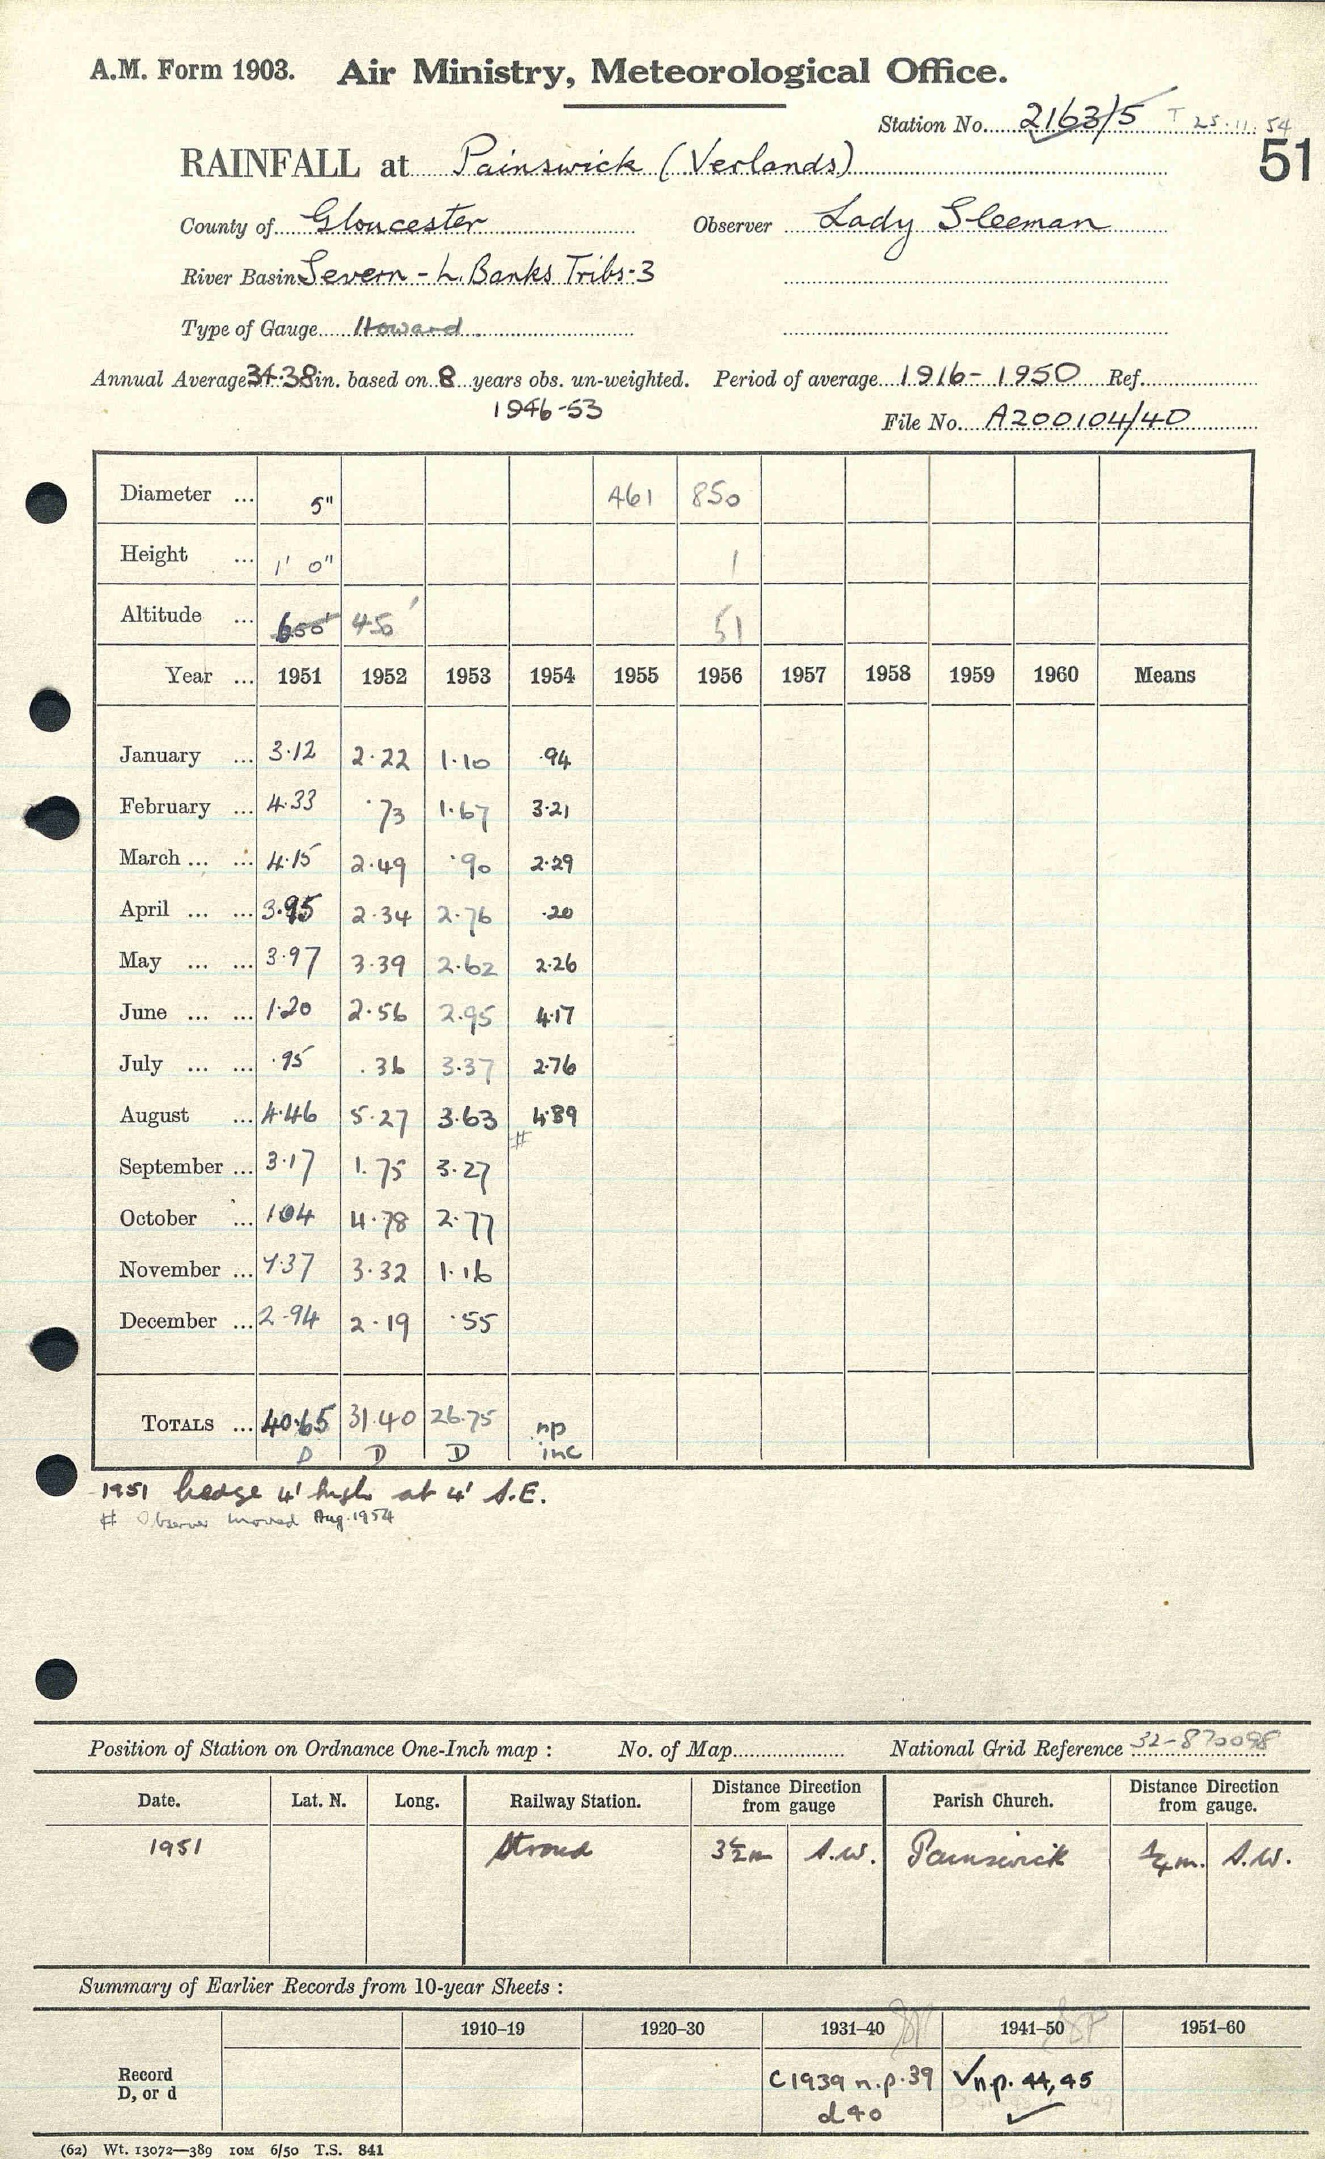 A.M. Form 1903. Air Ministry, Meteorological Office.
Station No. 2163/5 T 25.11.54
51
RAINFALL at Painswick (Verlands)
County of Gloucester Observer Lady Sleeman
River Basin Severn - L. Banks Tribs-3
Type of Gauge Howard
Annual Average 34.38 in. based on 8 years obs. un-weighted. Period of average 1916-1950 Ref.
1946-53
File No. A200104/40
Diameter ... 5" 461 850
Height ... 1' 0" 1
Altitude ... 600' 450' 51
Year ... 1951 1952 1953 1954 1955 1956 1957 1958 1959 1960 Means
January ... 3.12 2.22 1.10 .94
February ... 4.33 .73 1.67 3.21
March ... ... 4.15 2.49 .90 2.29
April ... ... 3.95 2.34 2.76 .20
May ... ... 3.97 3.39 2.62 2.26
June ... ... 1.20 2.56 2.95 4.17
July ... ... .95 .36 3.37 2.76
August ... 4.46 5.27 3.63 4.89
#
September ... 3.17 1.75 3.27
October ... 1.04 4.78 2.77
November ... 7.37 3.32 1.16
December ... 2.94 2.19 .55
TOTALS ... 40.65 31.40 26.75 np
D D D inc
1951 hedge 4' high at 4' S.E.
# Observer moved Aug. 1954
Position of Station on Ordnance One-Inch map : No. of Map National Grid Reference 32-870098
Date. Lat. N. Long. Railway Station. Distance Direction from gauge Parish Church. Distance Direction from gauge.
1951 Stroud 3½m S.W. Painswick ¼m. S.W.
Summary of Earlier Records from 10-year Sheets :
1910–19 1920–30 1931–40 1941–50 1951–60
Record C1939 n.p.39 √n.p. 44,45
D, or d d40 ✓
(62) Wt. 13072—389 10M 6/50 T.S. 841